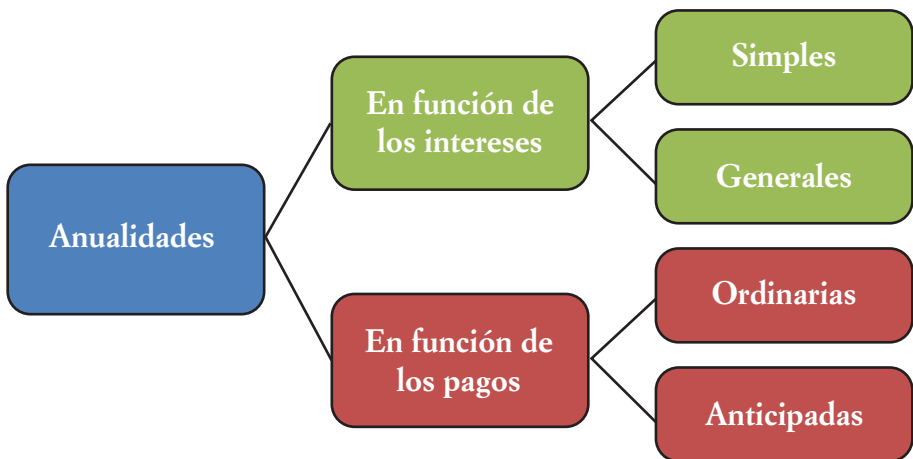 Anualidades
En función de
los intereses
Simples
Generales
En función de
los pagos
Ordinarias
Anticipadas